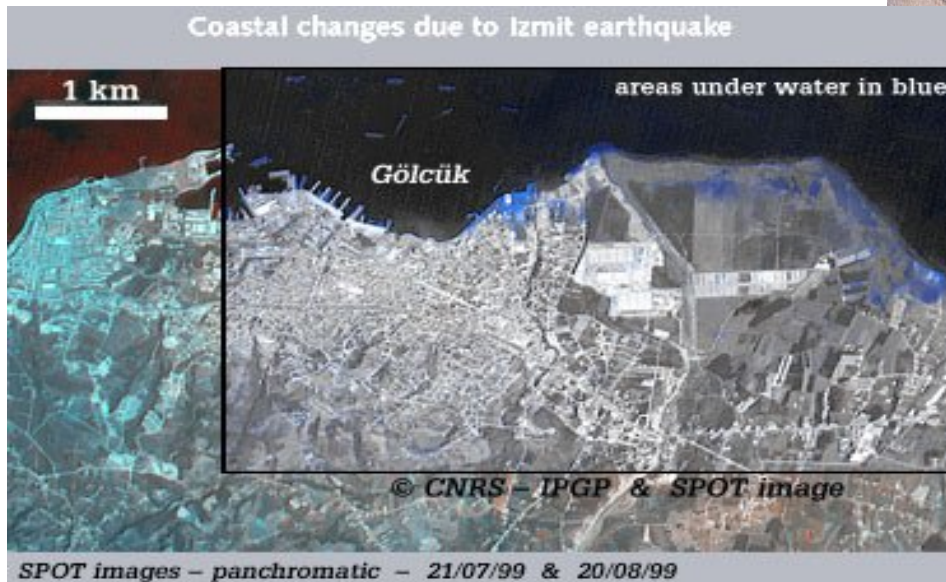 Coastal changes due to Izmit earthquake
1 km
areas under water in blue
Gölcük
© CNRS – IPGP & SPOT image
SPOT images – panchromatic – 21/07/99 & 20/08/99